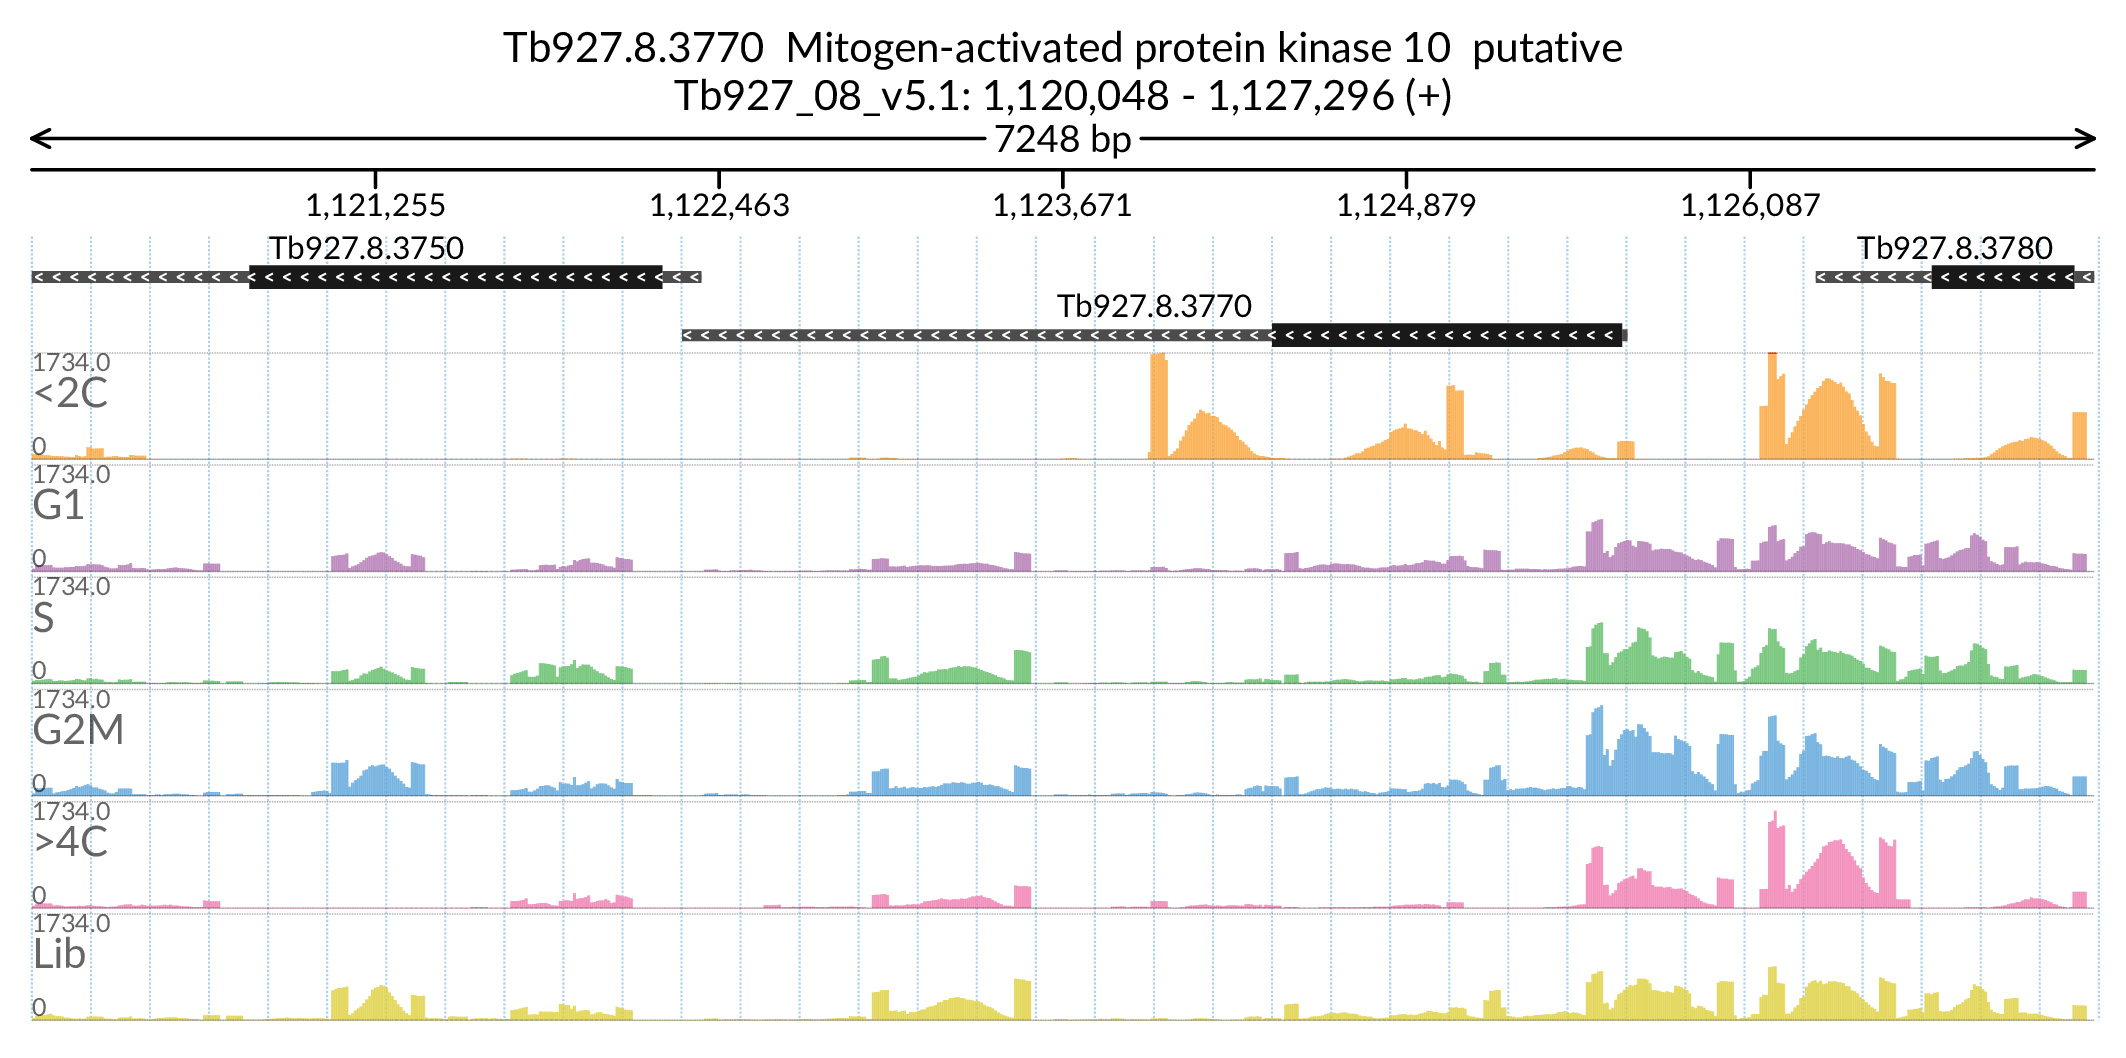 Tb927.8.3770  Mitogen-activated protein kinase 10  putative
Tb927_08_v5.1: 1,120,048 - 1,127,296 (+)
7248 bp
1,121,255 1,122,463 1,123,671 1,124,879 1,126,087
Tb927.8.3750 Tb927.8.3780
Tb927.8.3770
1734.0
<2C
0
1734.0
G1
0
1734.0
S
0
1734.0
G2M
0
1734.0
>4C
0
1734.0
Lib
0